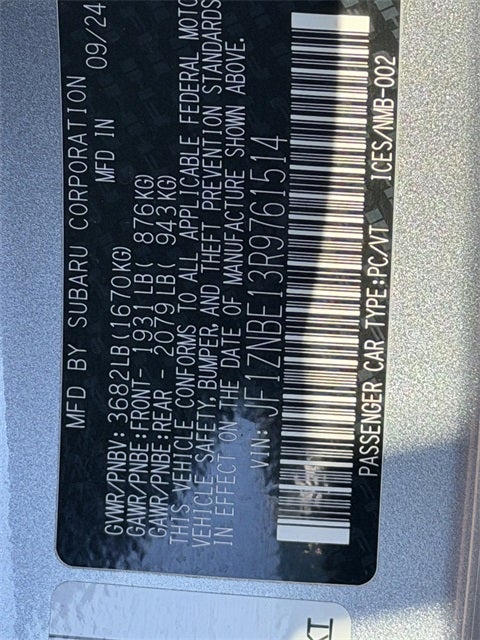 MFD BY SUBARU CORPORATION 09/24
MFD IN
GVWR/PNBV: 3682LB(1670KG)
GAWR/PNBE:FRONT- 1931LB( 876KG)
GAWR/PNBE:REAR - 2079LB( 943KG)
THIS VEHICLE CONFORMS TO ALL APPLICABLE FEDERAL MOTO
VEHICLE SAFETY, BUMPER, AND THEFT PREVENTION STANDARDS
IN EFFECT ON THE DATE OF MANUFACTURE SHOWN ABOVE.
VIN: JF1ZNBE13R9761514
PASSENGER CAR TYPE:PC/VT ICES/NMB-002